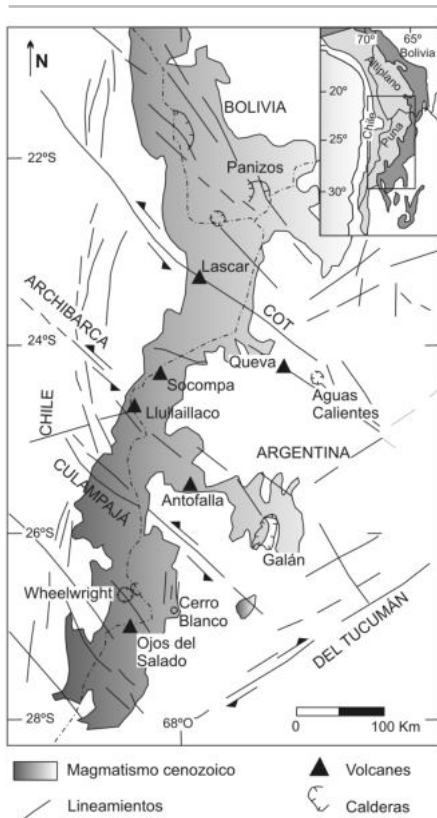 N
70º 65º
Bolivia
Altiplano
20º
Chile
25º
Puna
30º
BOLIVIA
22ºS
Panizos
Lascar
ARCHIBARCA
COT
24ºS
Queva
Socompa
Aguas
Calientes
CHILE
Llullaillaco
ARGENTINA
CULAMPAJÁ
Antofalla
26ºS
Galán
Wheelwright
Cerro
Blanco
DEL TUCUMÁN
Ojos del
Salado
28ºS
68ºO
0 100 Km
Magmatismo cenozoico
Volcanes
Lineamientos
Calderas